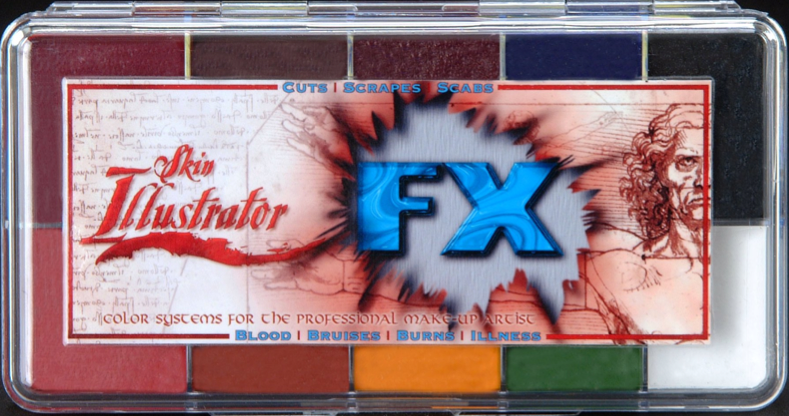 CUTS | SCRAPES SCABS
Skin
Illustrator
FX
COLOR SYSTEMS FOR THE PROFESSIONAL MAKE-UP ARTIST
BLOOD | BRUISES | BURNS | ILLNESS